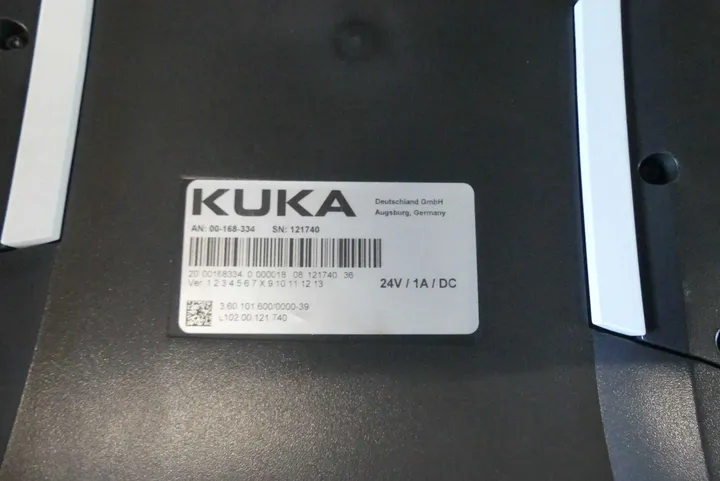 KUKA
Deutschland GmbH
Augsburg, Germany
AN: 00-168-334 SN: 121740
20 00168334 0 000018 08 121740 36
Ver. 1 2 3 4 5 6 7 X 9 10 11 12 13
24V / 1A / DC
3.60.101.600/0000-39
L102.00.121.740